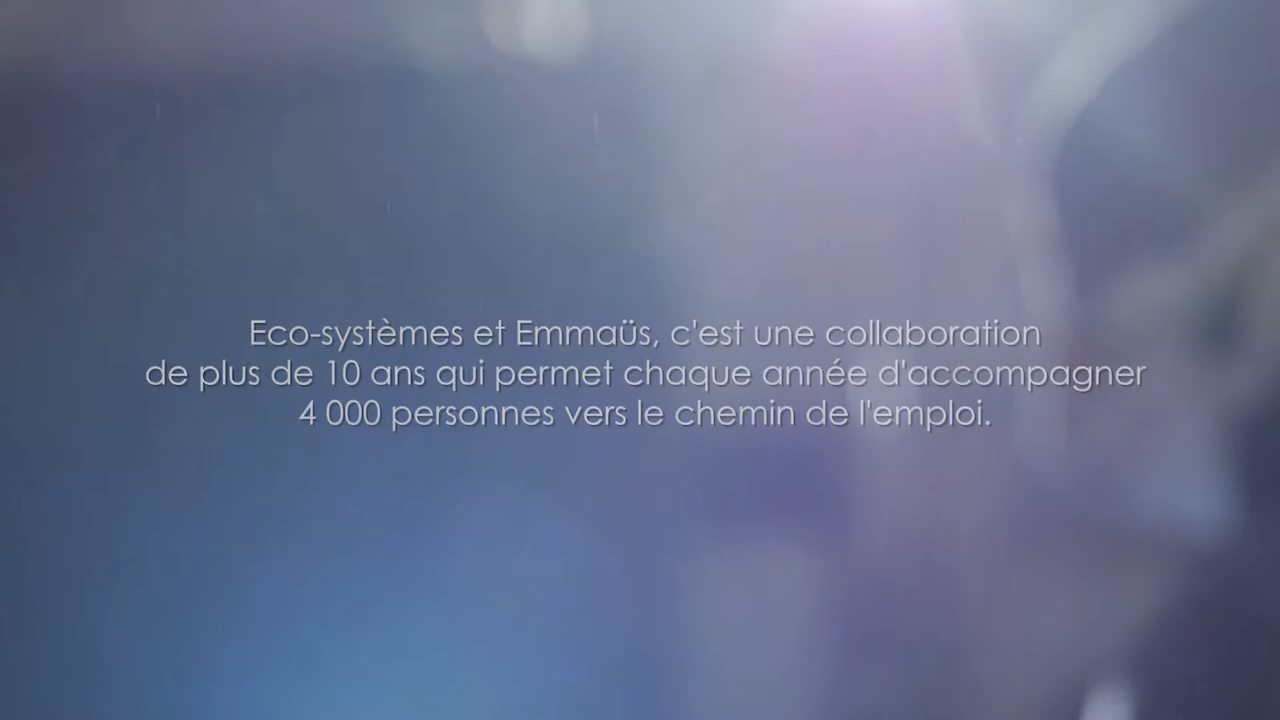 Eco-systèmes et Emmaüs, c'est une collaboration
de plus de 10 ans qui permet chaque année d'accompagner
4 000 personnes vers le chemin de l'emploi.